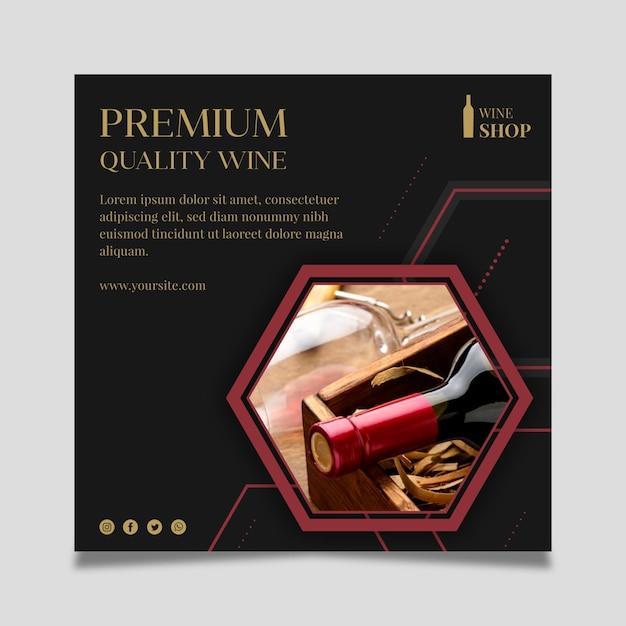 PREMIUM
QUALITY WINE
WINE
SHOP
Lorem ipsum dolor sit amet, consectetuer
adipiscing elit, sed diam nonummy nibh
euismod tincidunt ut laoreet dolore magna
aliquam.
www.yoursite.com